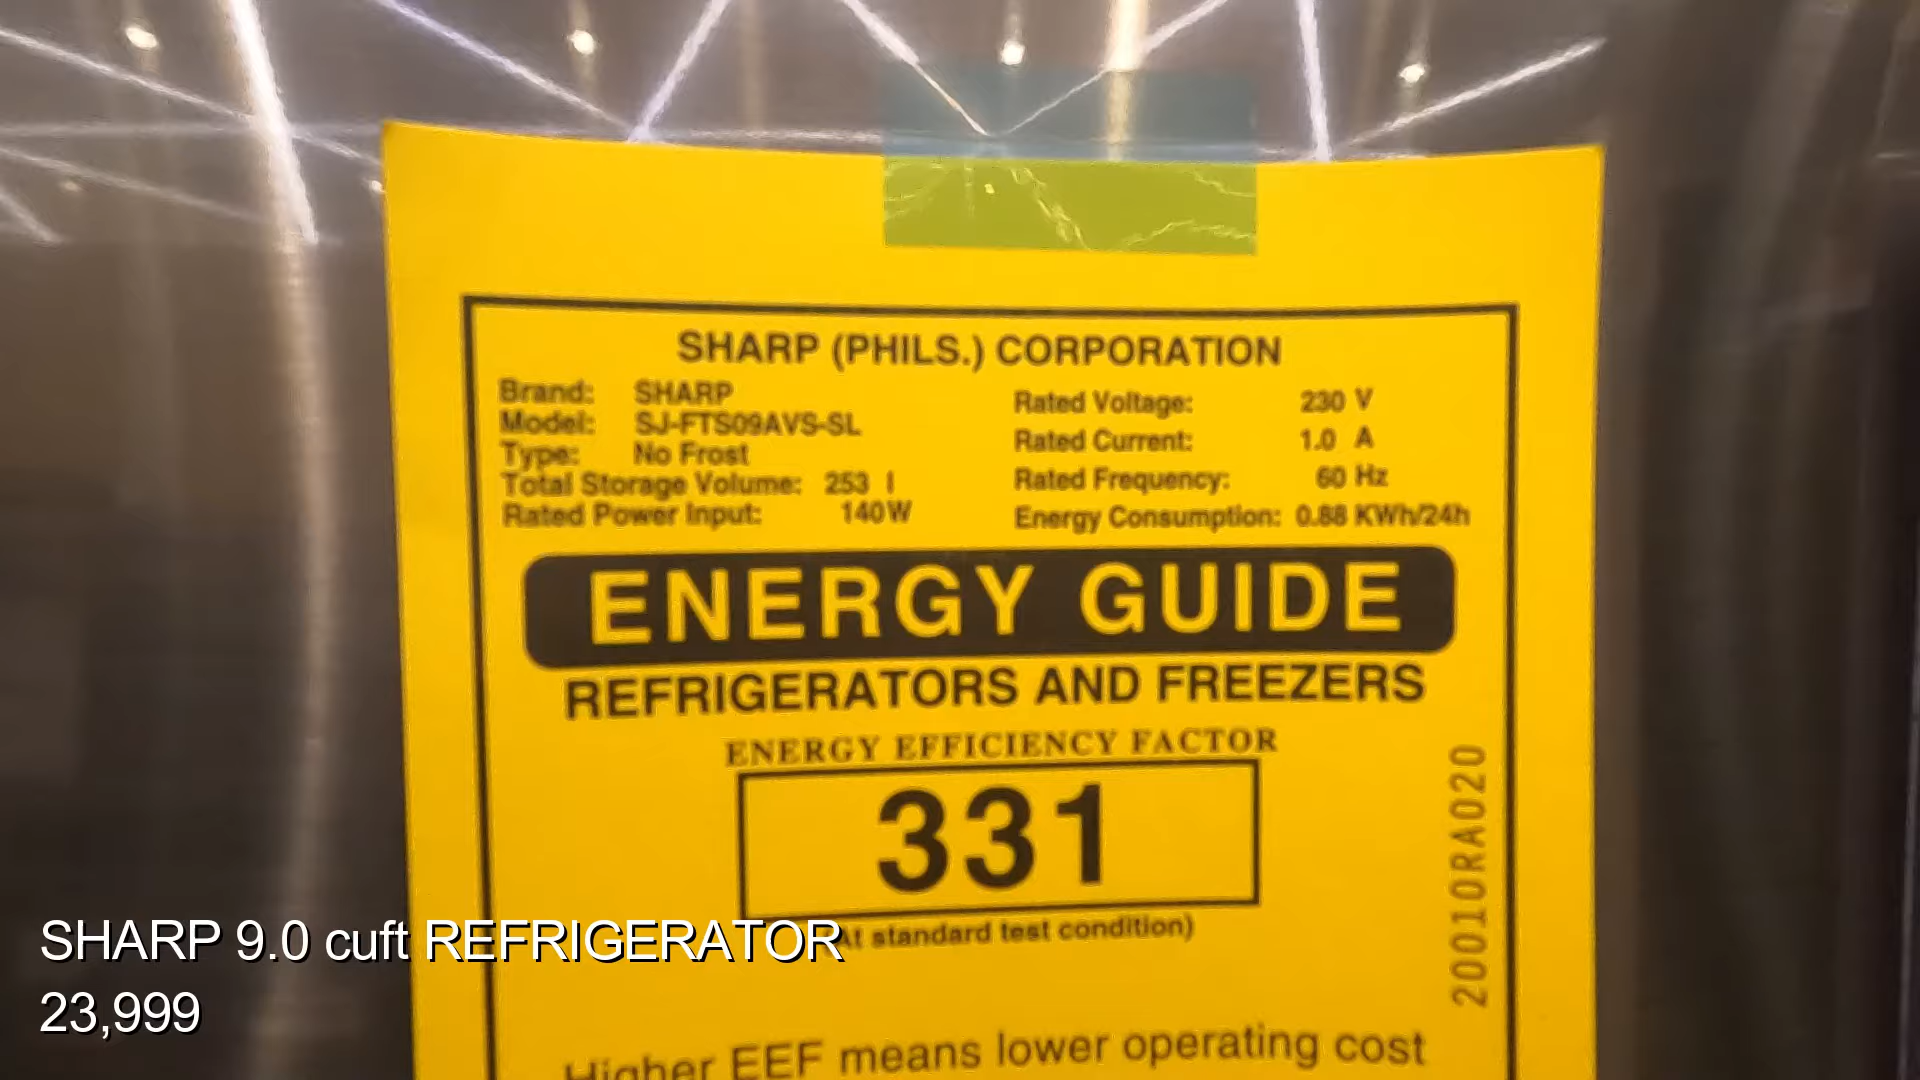 SHARP (PHILS.) CORPORATION
Brand: SHARP
Model: SJ-FTS09AVS-SL
Type: No Frost
Total Storage Volume: 253 l
Rated Power Input: 140W
Rated Voltage: 230 V
Rated Current: 1.0 A
Rated Frequency: 60 Hz
Energy Consumption: 0.88 KWh/24h
ENERGY GUIDE
REFRIGERATORS AND FREEZERS
ENERGY EFFICIENCY FACTOR
331
(At standard test condition)
20010RA020
Higher EEF means lower operating cost
SHARP 9.0 cuft REFRIGERATOR
23,999